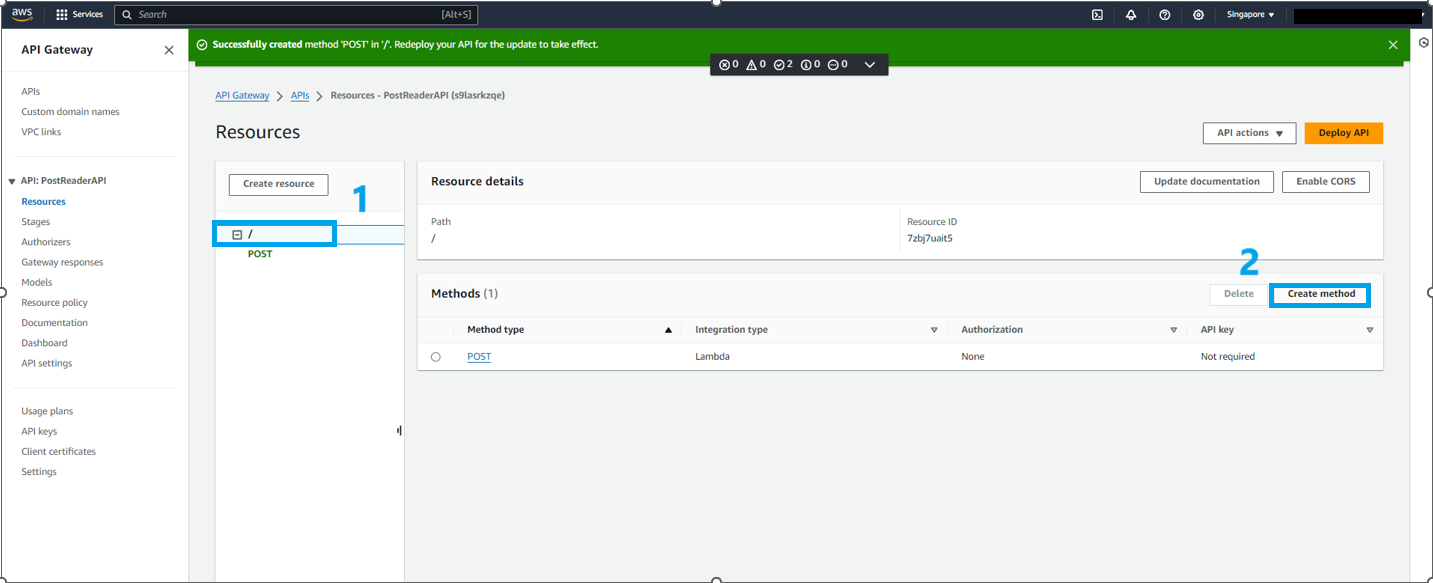 aws Services Search [Alt+S] Singapore
API Gateway
Successfully created method 'POST' in '/'. Redeploy your API for the update to take effect.
0 0 2 0 0
APIs
Custom domain names
VPC links
API: PostReaderAPI
Resources
Stages
Authorizers
Gateway responses
Models
Resource policy
Documentation
Dashboard
API settings
Usage plans
API keys
Client certificates
Settings
API Gateway > APIs > Resources - PostReaderAPI (s9lasrkzqe)
Resources
API actions
Deploy API
Create resource
1
/
POST
Resource details
Update documentation
Enable CORS
Path
/
Resource ID
7zbj7uait5
2
Methods (1)
Delete
Create method
Method type Integration type Authorization API key
POST Lambda None Not required